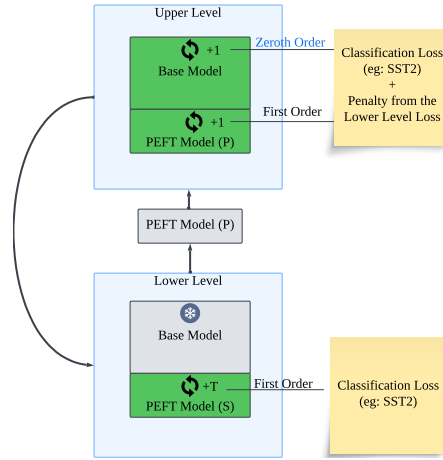 Upper Level
+1
Zeroth Order
Base Model
Classification Loss
(eg: SST2)
+
Penalty from the
Lower Level Loss
First Order
+1
PEFT Model (P)
PEFT Model (P)
Lower Level
Base Model
+T
First Order
PEFT Model (S)
Classification Loss
(eg: SST2)